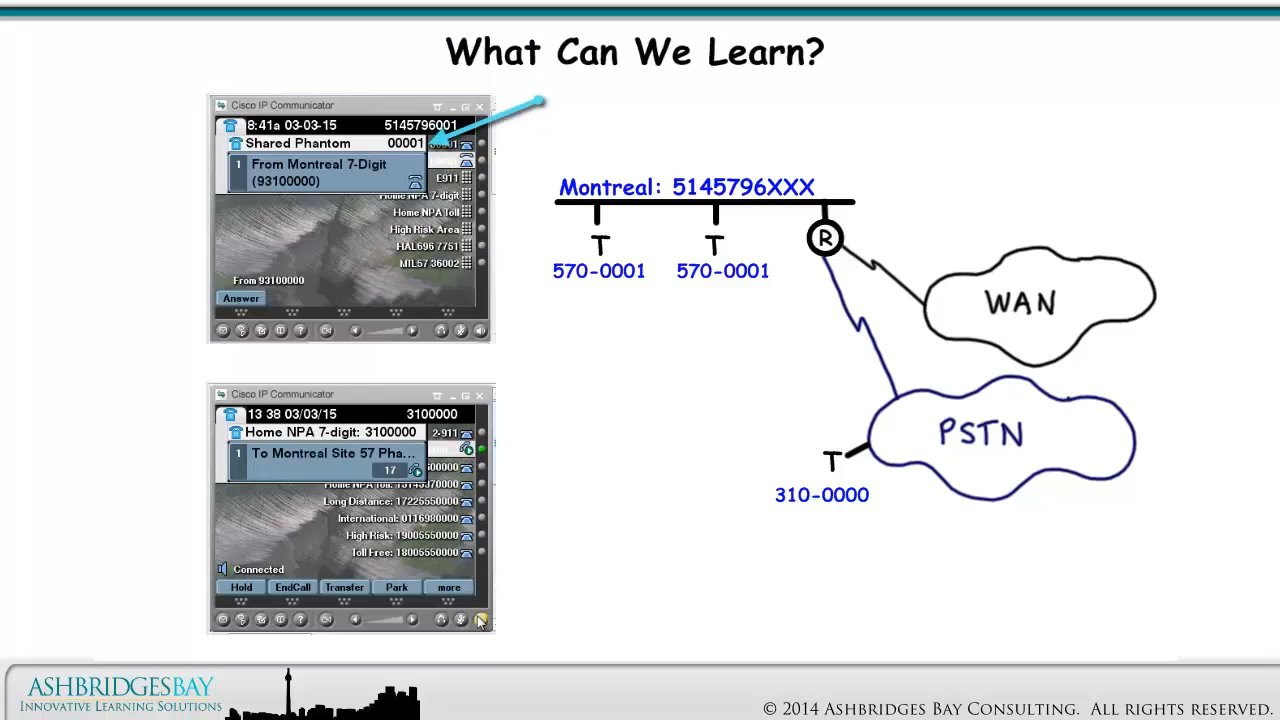 What Can We Learn?
Cisco IP Communicator
8:41a 03-03-15 5145796001
Shared Phantom 00001
1 From Montreal 7-Digit
(93100000)
E911
Home NPA 7-digit
Home NPA Toll
High Risk Area
HAL696 7751
MIL57 36002
From 93100000
Answer
Montreal: 5145796XXX
T T R
570-0001 570-0001
WAN
PSTN
T
310-0000
Cisco IP Communicator
13 38 03/03/15 3100000
2-911
Home NPA 7-digit: 3100000
1 To Montreal Site 57 Pha...
17
Long Distance: 17225550000
International: 0116980000
High Risk: 19005550000
Toll Free: 18005550000
Connected
Hold EndCall Transfer Park more
ASHBRIDGESBAY
INNOVATIVE LEARNING SOLUTIONS
© 2014 ASHBRIDGES BAY CONSULTING. ALL RIGHTS RESERVED.